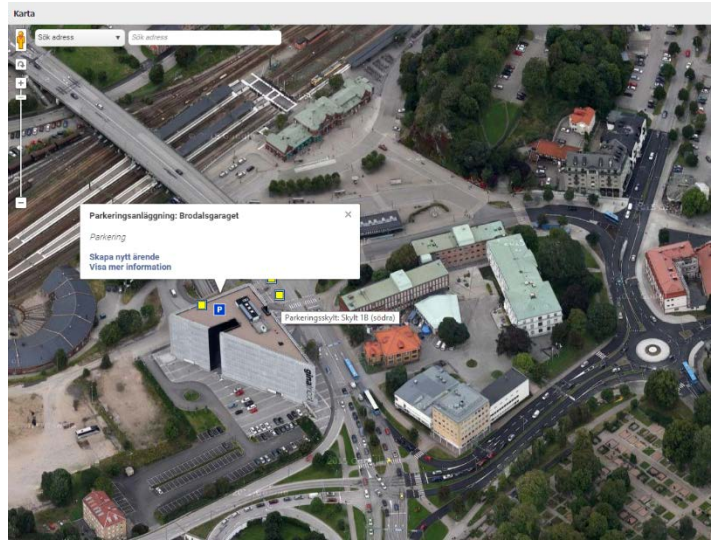 Karta
Sök adress
Sök adress
Parkeringsanläggning: Brodalsgaraget
Parkering
Skapa nytt ärende
Visa mer information
P
Parkeringsskylt: Skylt 1B (södra)